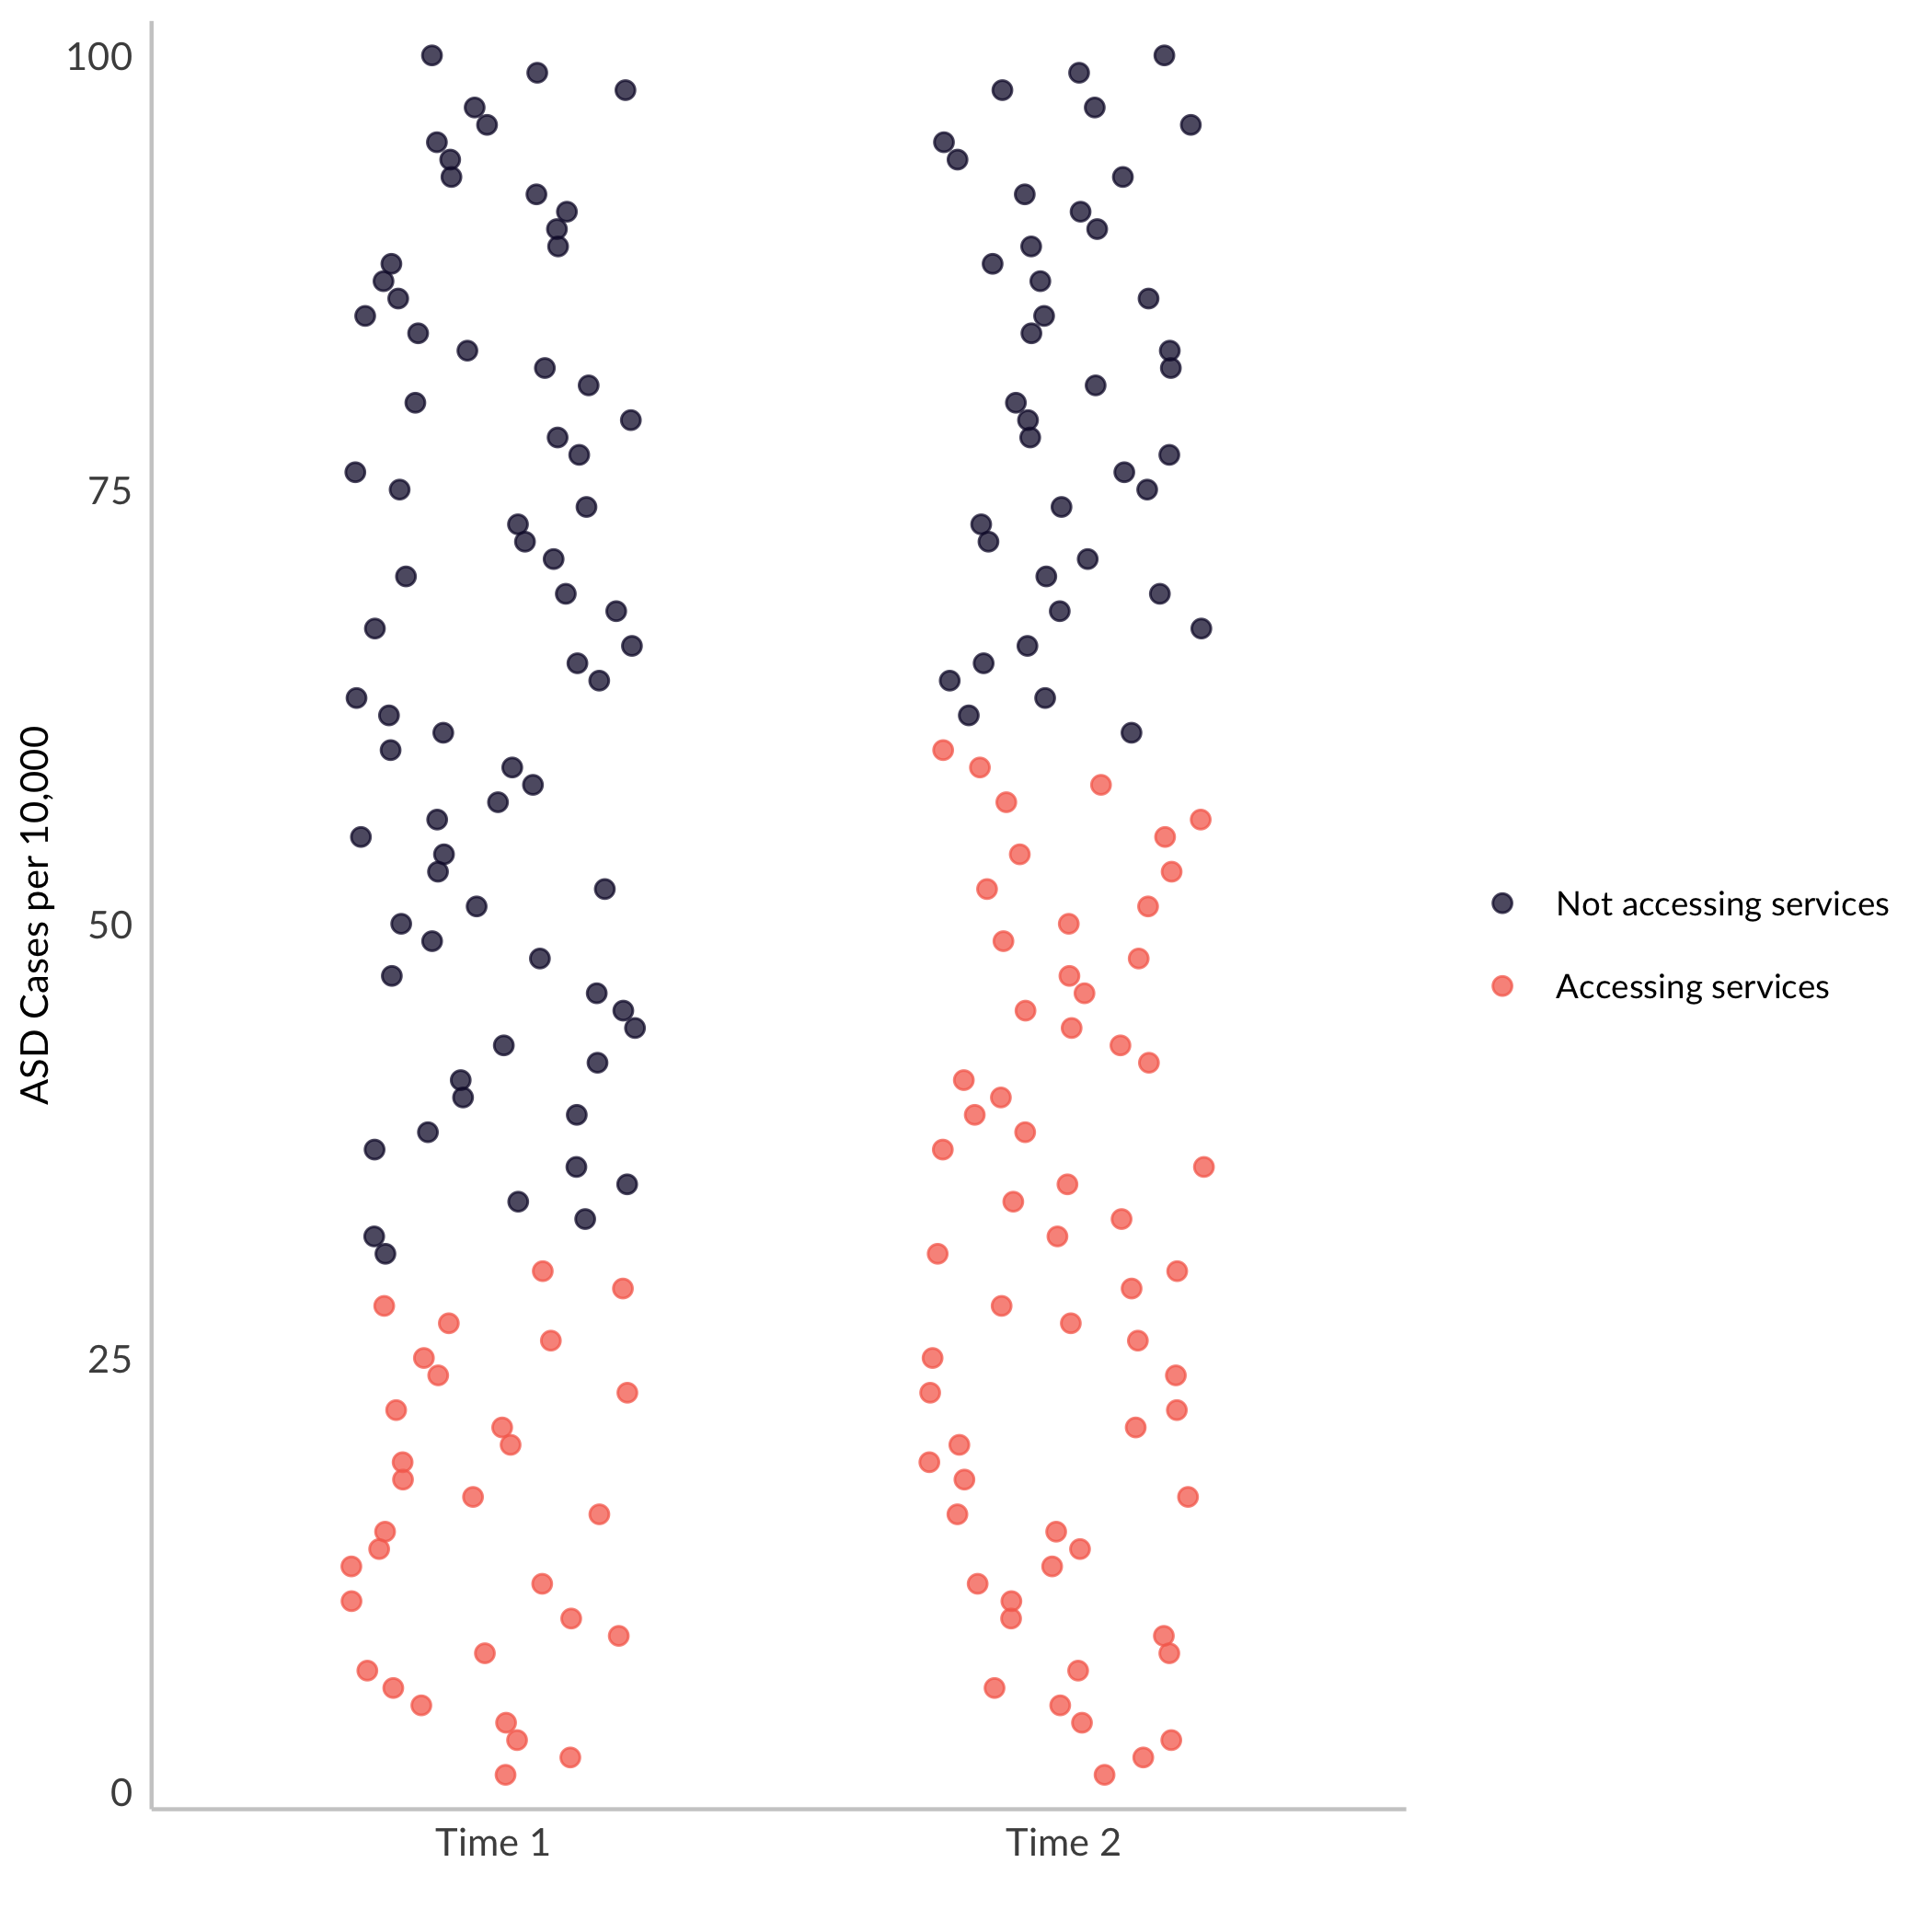 100
75
50
25
0
ASD Cases per 10,000
Time 1
Time 2
Not accessing services
Accessing services